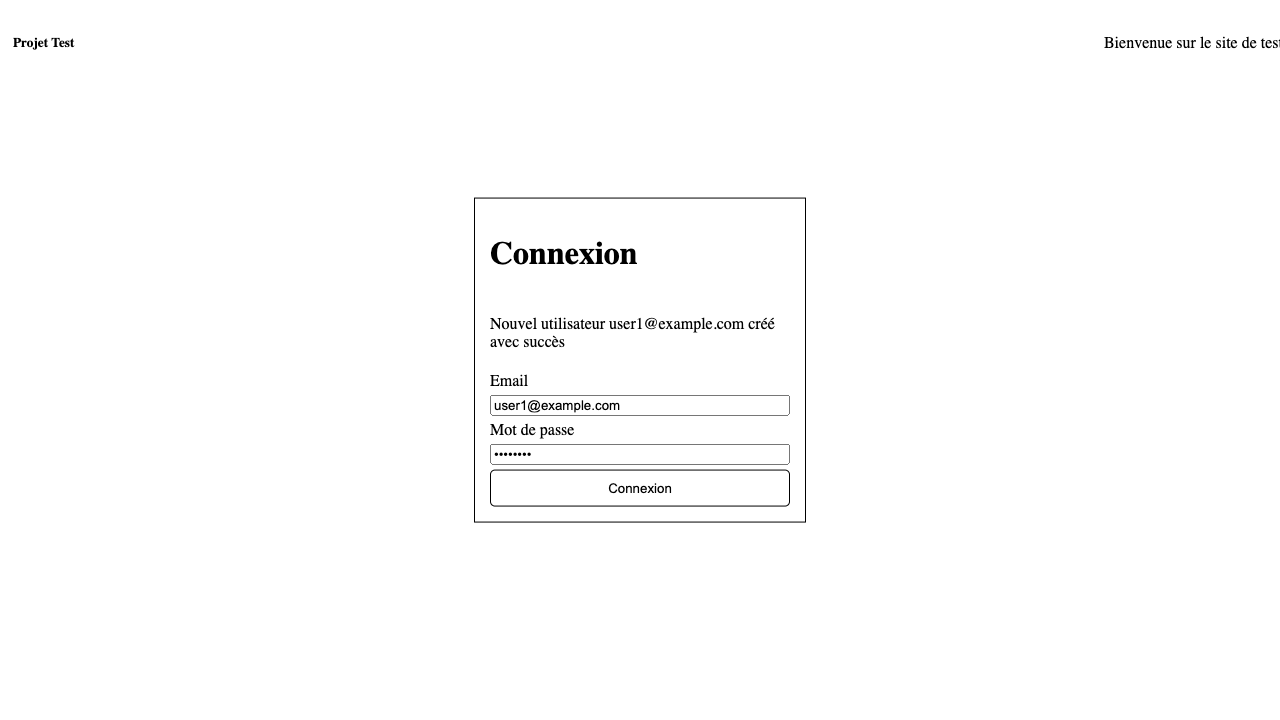 Projet Test
Bienvenue sur le site de test
Connexion
Nouvel utilisateur user1@example.com créé
avec succès
Email
user1@example.com
Mot de passe
••••••••
Connexion